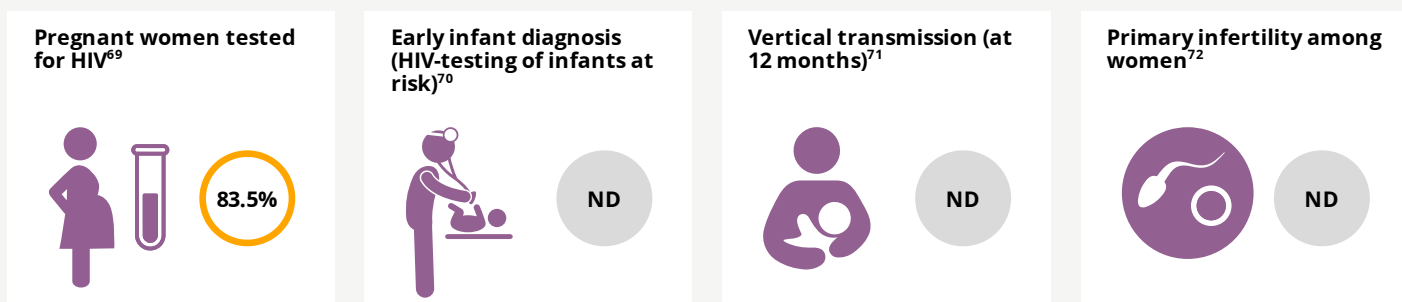 Pregnant women tested
for HIV69
83.5%
Early infant diagnosis
(HIV-testing of infants at
risk)70
ND
Vertical transmission (at
12 months)71
ND
Primary infertility among
women72
ND